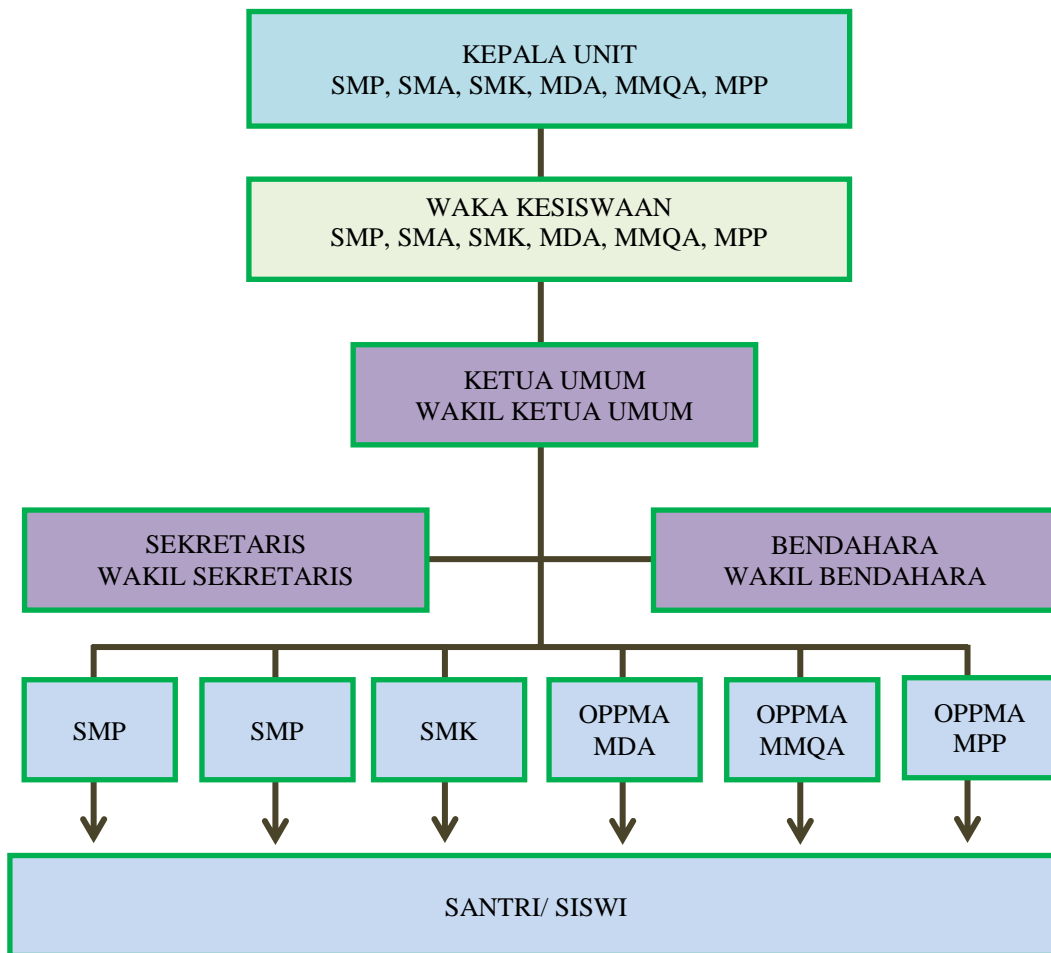 KEPALA UNIT
SMP, SMA, SMK, MDA, MMQA, MPP
WAKA KESISWAAN
SMP, SMA, SMK, MDA, MMQA, MPP
KETUA UMUM
WAKIL KETUA UMUM
SEKRETARIS
WAKIL SEKRETARIS
BENDAHARA
WAKIL BENDAHARA
SMP
SMP
SMK
OPPMA
MDA
OPPMA
MMQA
OPPMA
MPP
SANTRI/ SISWI